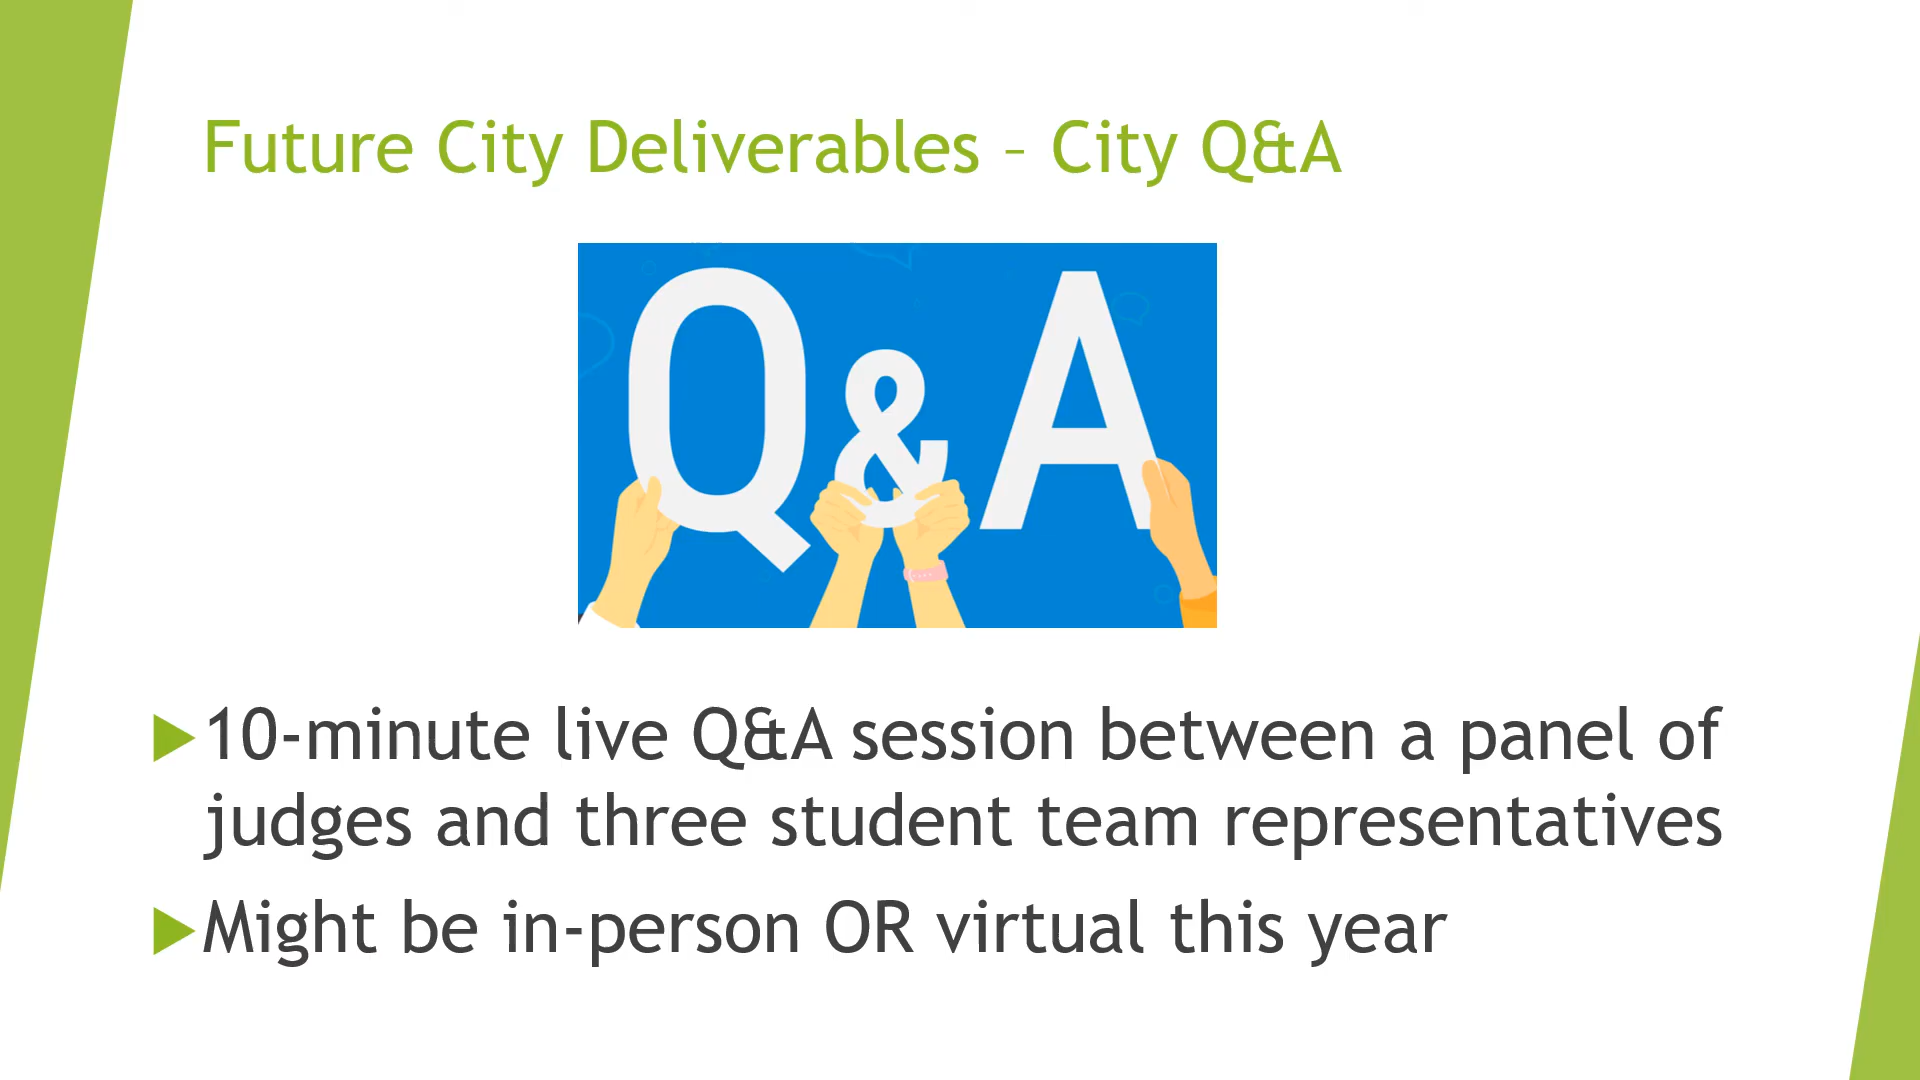 Future City Deliverables – City Q&A
Q&A
10-minute live Q&A session between a panel of
judges and three student team representatives
Might be in-person OR virtual this year